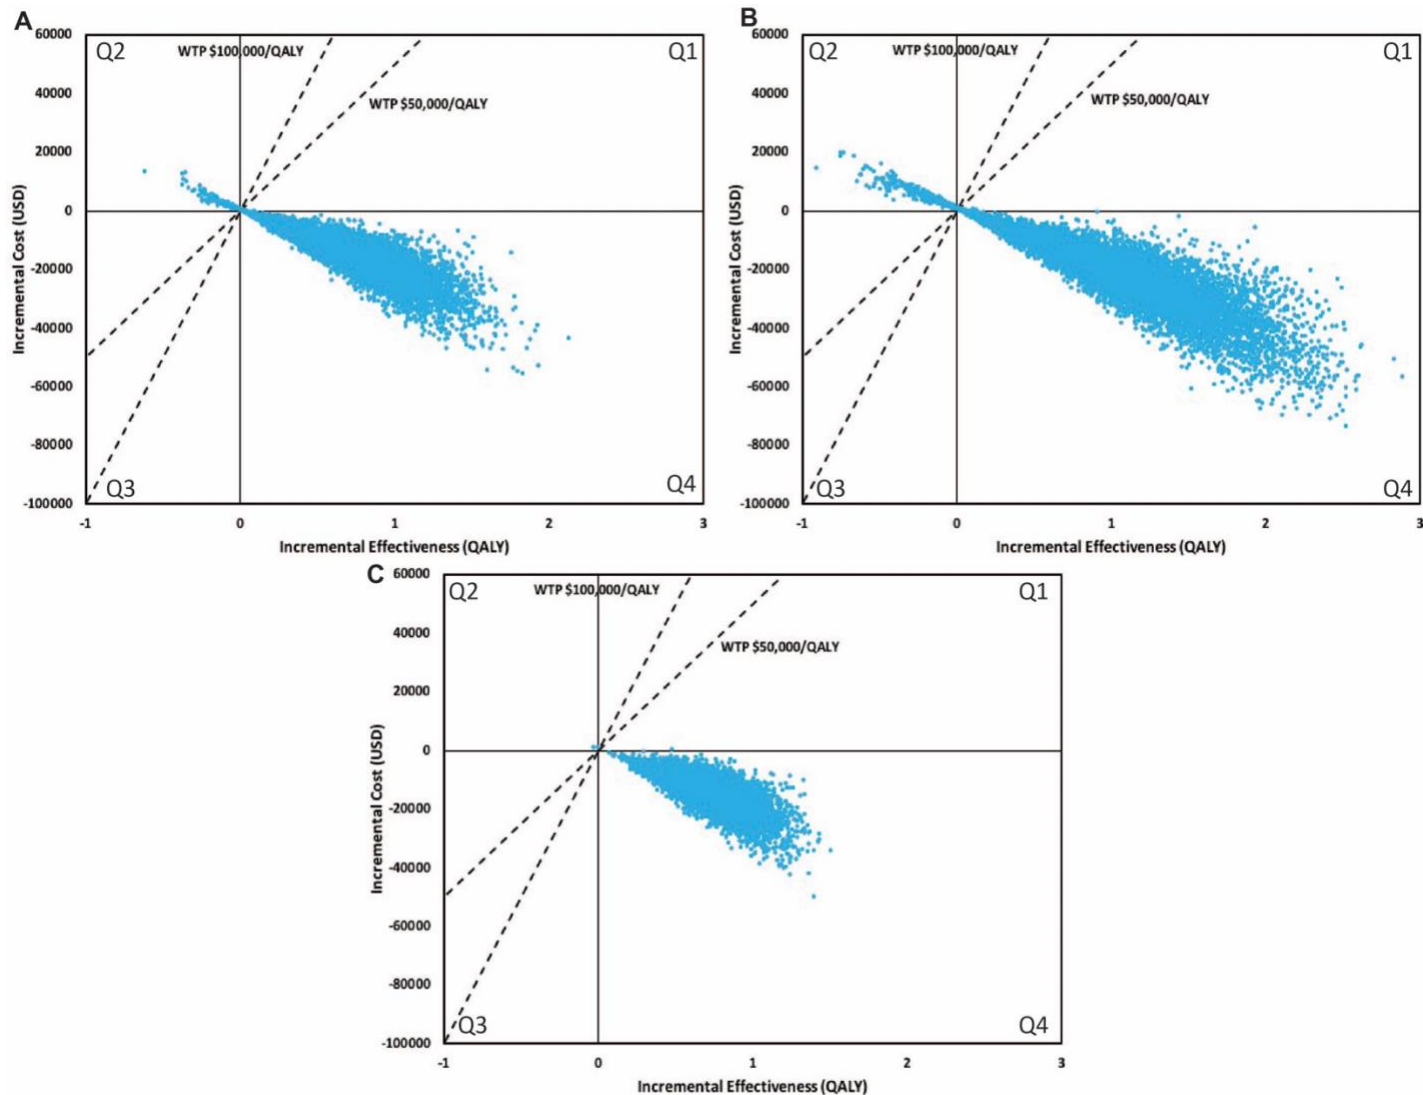 A
60000
Q2
WTP $100,000/QALY
Q1
40000
WTP $50,000/QALY
20000
0
-20000
-40000
-60000
-80000
Q3
Q4
-100000
-1
0
1
2
3
Incremental Cost (USD)
Incremental Effectiveness (QALY)
B
60000
Q2
WTP $100,000/QALY
Q1
40000
WTP $50,000/QALY
20000
0
-20000
-40000
-60000
-80000
Q3
Q4
-100000
-1
0
1
2
3
Incremental Cost (USD)
Incremental Effectiveness (QALY)
C
60000
Q2
WTP $100,000/QALY
Q1
40000
WTP $50,000/QALY
20000
0
-20000
-40000
-60000
-80000
Q3
Q4
-100000
-1
0
1
2
3
Incremental Cost (USD)
Incremental Effectiveness (QALY)